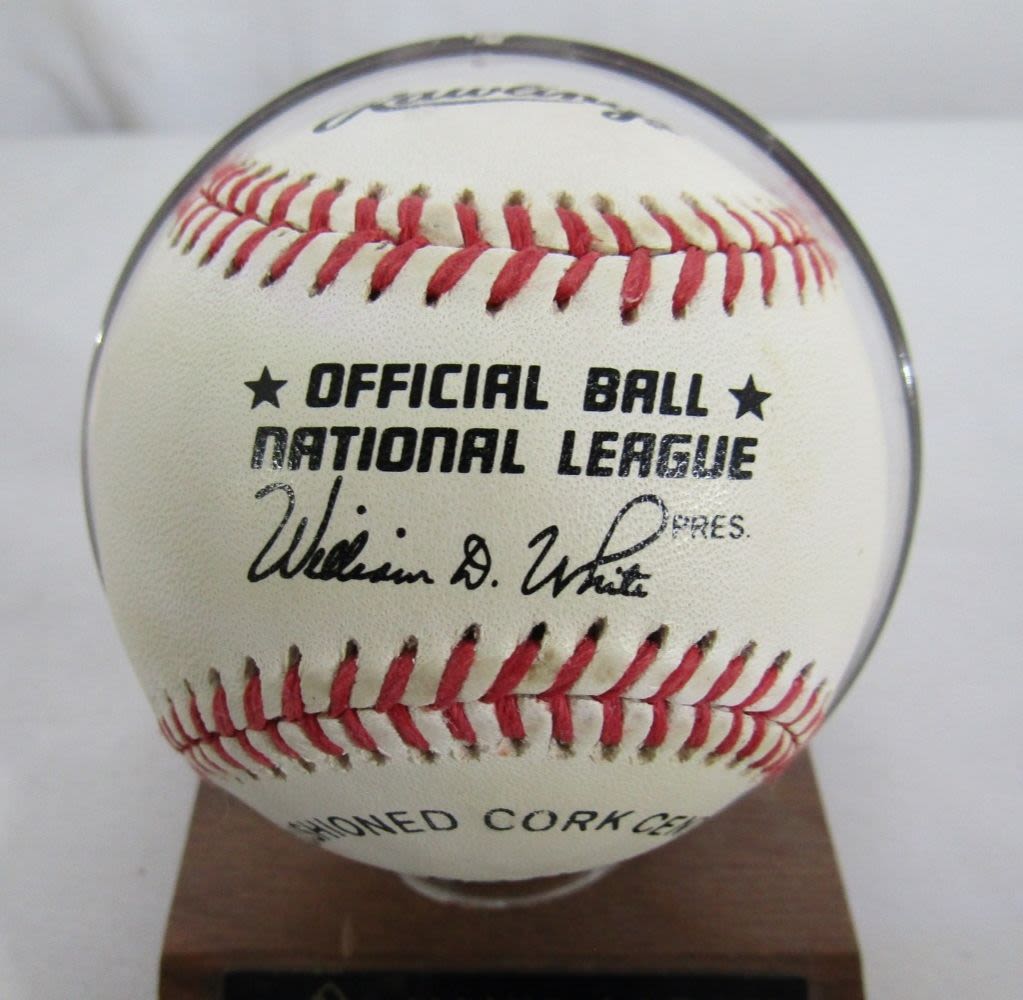 Rawlings
★ OFFICIAL BALL ★
NATIONAL LEAGUE
William D. White PRES.
SHIONED CORK CEN